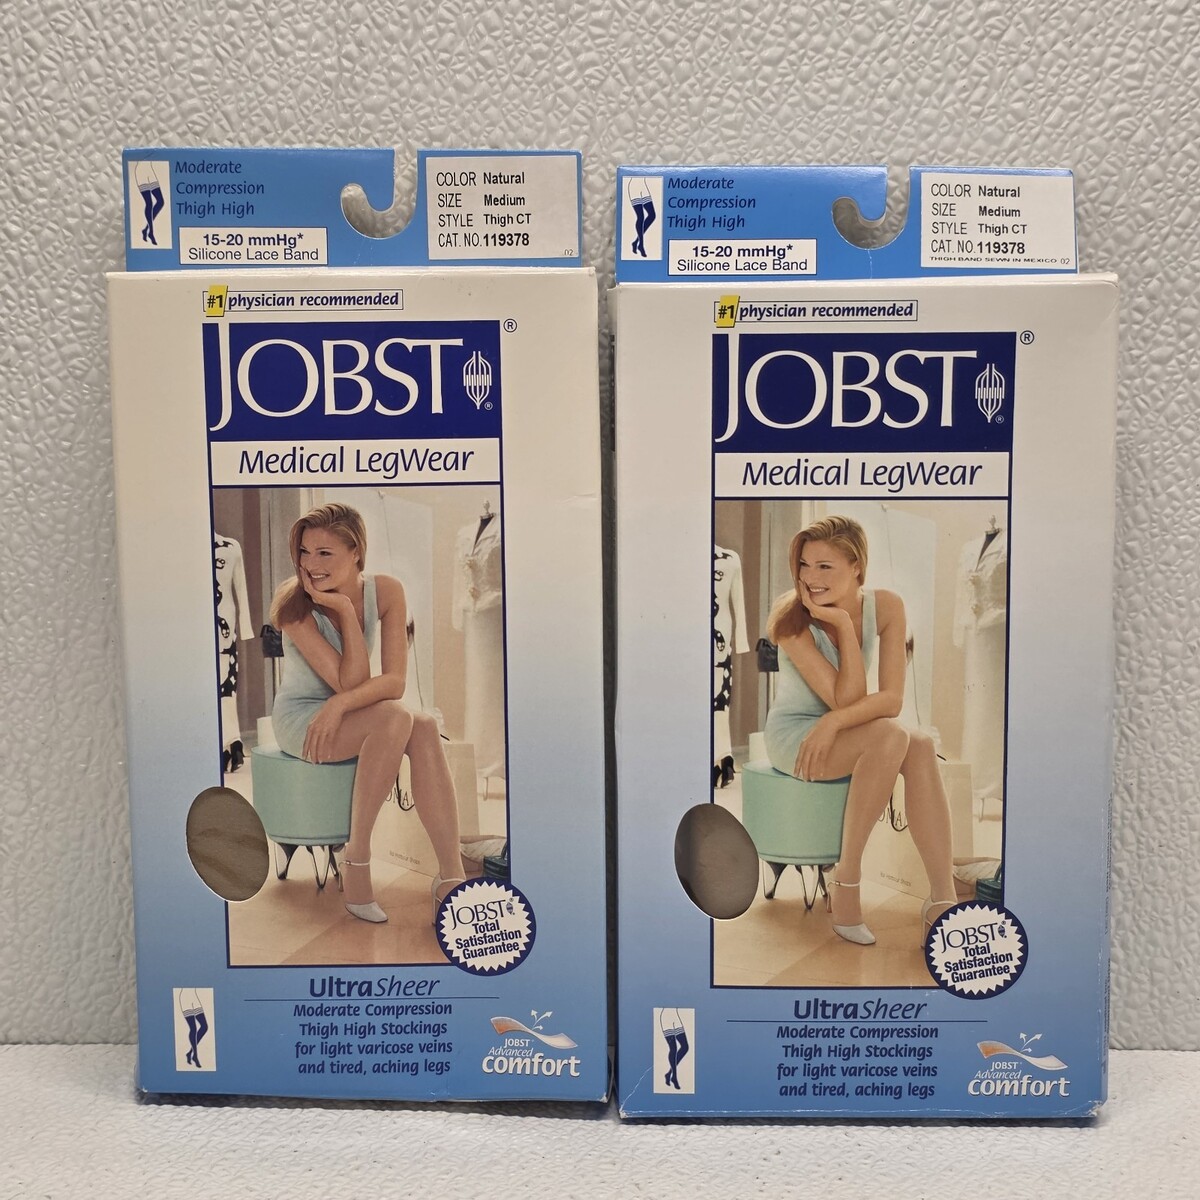 Moderate
Compression
Thigh High
15-20 mmHg*
Silicone Lace Band
COLOR Natural
SIZE Medium
STYLE Thigh CT
CAT. NO. 119378
02
#1 physician recommended
JOBST®
Medical LegWear
JOBST
Total
Satisfaction
Guarantee
UltraSheer
Moderate Compression
Thigh High Stockings
for light varicose veins
and tired, aching legs
JOBST
Advanced
comfort
Moderate
Compression
Thigh High
15-20 mmHg*
Silicone Lace Band
COLOR Natural
SIZE Medium
STYLE Thigh CT
CAT. NO. 119378
THIGH BAND SEWN IN MEXICO 02
#1 physician recommended
JOBST®
Medical LegWear
JOBST
Total
Satisfaction
Guarantee
UltraSheer
Moderate Compression
Thigh High Stockings
for light varicose veins
and tired, aching legs
JOBST
Advanced
comfort